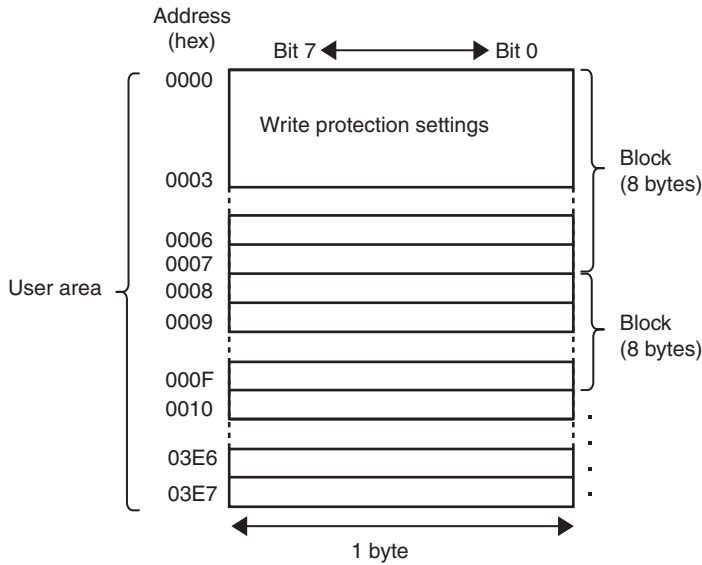 Address
(hex)
Bit 7 Bit 0
0000
Write protection settings
0003
Block
(8 bytes)
0006
0007
User area
0008
0009
Block
(8 bytes)
000F
0010
03E6
03E7
1 byte